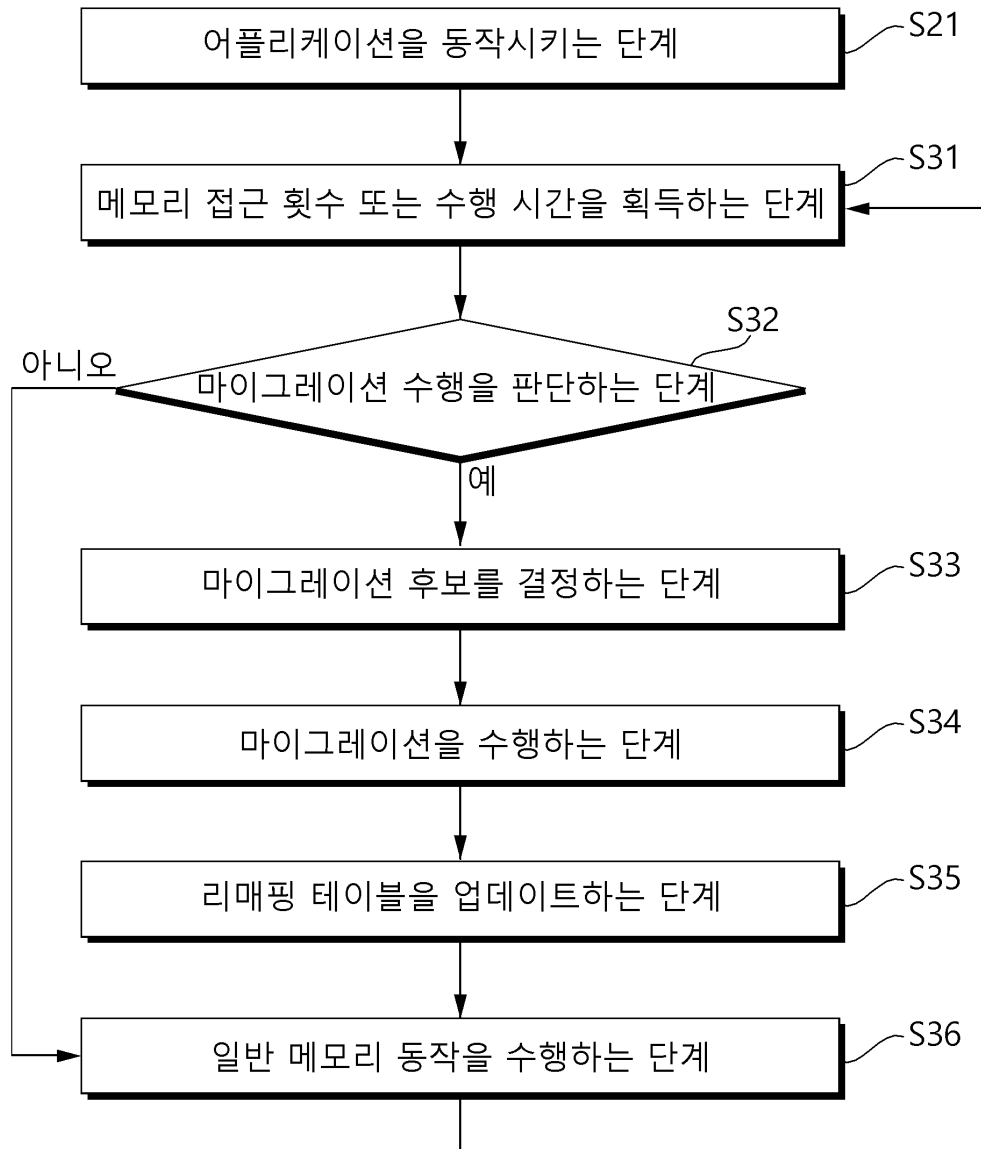 어플리케이션을 동작시키는 단계
S21
메모리 접근 횟수 또는 수행 시간을 획득하는 단계
S31
마이그레이션 수행을 판단하는 단계
S32
아니오
예
마이그레이션 후보를 결정하는 단계
S33
마이그레이션을 수행하는 단계
S34
리매핑 테이블을 업데이트하는 단계
S35
일반 메모리 동작을 수행하는 단계
S36